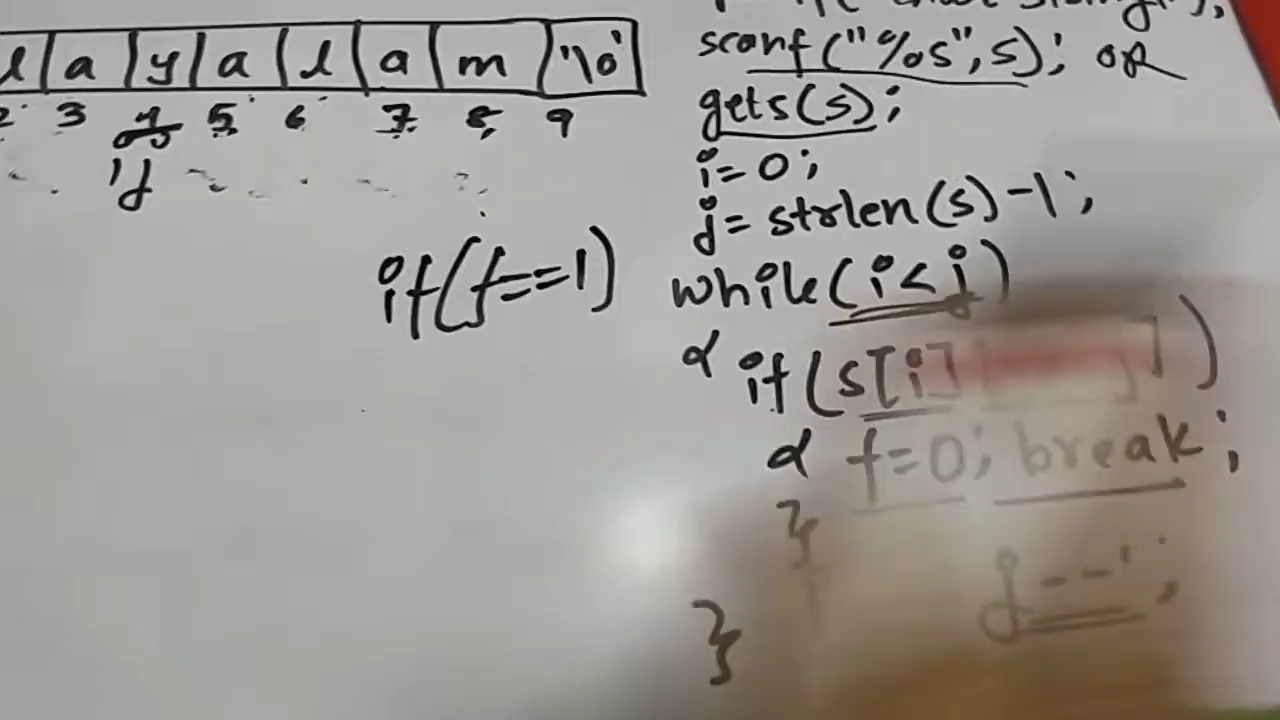 l a y a l a m '\0'
2 3 4 5 6 7 8 9
y
if(f==1)
scanf("%s",s); OR
gets(s);
i=0;
j=strlen(s)-1;
while(i<j)
{ if(s[i] ])
{ f=0; break;
}
j--;
}